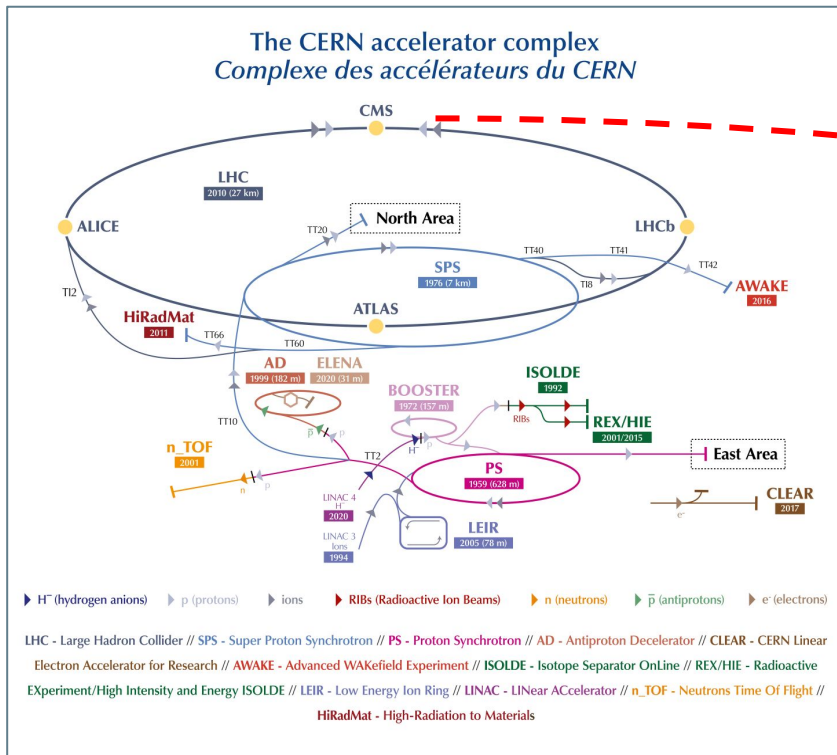 The CERN accelerator complex
Complexe des accélérateurs du CERN
CMS
LHC
2010 (27 km)
North Area
TT20
ALICE
LHCb
TT40
TT41
SPS
1976 (7 km)
TI8
TT42
TI2
AWAKE
2016
HiRadMat
2011
ATLAS
TT66
TT60
AD
1999 (182 m)
ELENA
2020 (31 m)
ISOLDE
1992
BOOSTER
1972 (157 m)
RIBs
REX/HIE
2001/2015
TT10
p̅
p
H⁻
p
n_TOF
2001
TT2
East Area
PS
1959 (628 m)
n
p
LINAC 4
H⁻
2020
CLEAR
2017
e⁻
LINAC 3
Ions
1994
LEIR
2005 (78 m)
H⁻ (hydrogen anions)
p (protons)
ions
RIBs (Radioactive Ion Beams)
n (neutrons)
p̅ (antiprotons)
e⁻ (electrons)
LHC - Large Hadron Collider // SPS - Super Proton Synchrotron // PS - Proton Synchrotron // AD - Antiproton Decelerator // CLEAR - CERN Linear
Electron Accelerator for Research // AWAKE - Advanced WAKefield Experiment // ISOLDE - Isotope Separator OnLine // REX/HIE - Radioactive
EXperiment/High Intensity and Energy ISOLDE // LEIR - Low Energy Ion Ring // LINAC - LINear ACcelerator // n_TOF - Neutrons Time Of Flight //
HiRadMat - High-Radiation to Materials